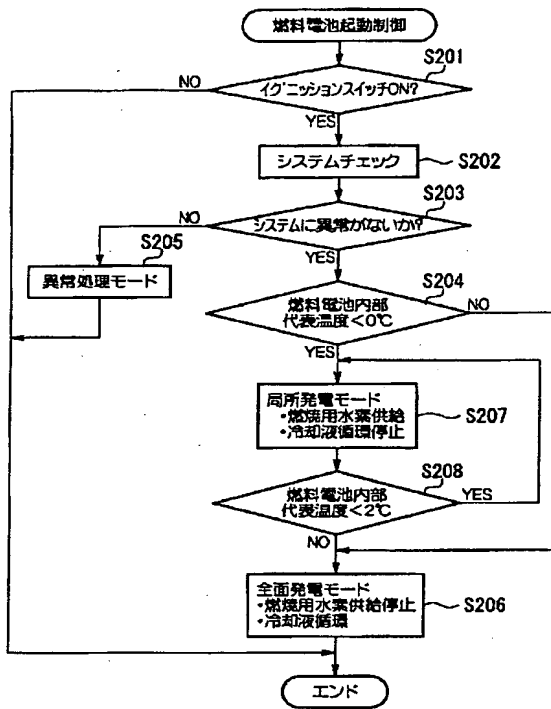 燃料電池起動制御
S201
NO
イグニッションスイッチON?
YES
システムチェック
S202
S203
NO
システムに異常がないか?
S205
YES
異常処理モード
S204
燃料電池内部
代表温度<0℃
NO
YES
局所発電モード
・燃焼用水素供給
・冷却液循環停止
S207
S208
燃料電池内部
代表温度<2℃
YES
NO
全面発電モード
・燃焼用水素供給停止
・冷却液循環
S206
エンド